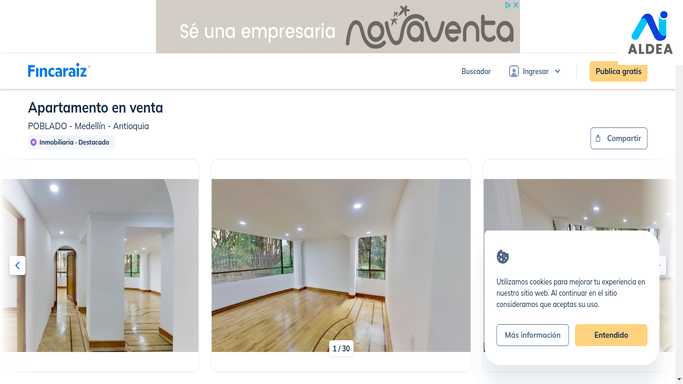 Sé una empresaria novaventa
ALDEA
Fincaraiz
Buscador
Ingresar
Publica gratis
Apartamento en venta
POBLADO - Medellín - Antioquia
Inmobiliaria - Destacado
Compartir
Utilizamos cookies para mejorar tu experiencia en
nuestro sitio web. Al continuar en el sitio
consideramos que aceptas su uso.
Más información
Entendido
1 / 30